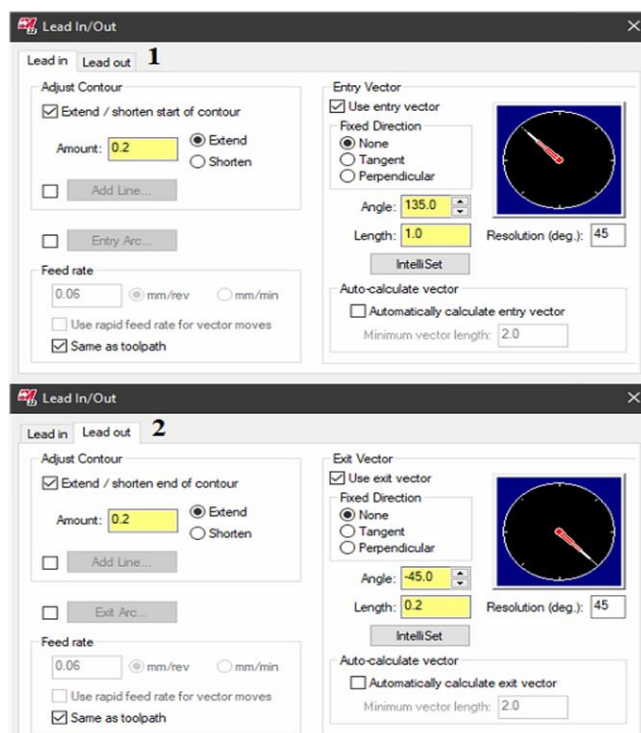 Lead In/Out
Lead in Lead out 1
Adjust Contour
Extend / shorten start of contour
Amount: 0.2 Extend
Shorten
Add Line...
Entry Arc...
Feed rate
0.06 mm/rev mm/min
Use rapid feed rate for vector moves
Same as toolpath
Entry Vector
Use entry vector
Fixed Direction
None
Tangent
Perpendicular
Angle: 135.0
Length: 1.0 Resolution (deg.): 45
IntelliSet
Auto-calculate vector
Automatically calculate entry vector
Minimum vector length: 2.0
Lead In/Out
Lead in Lead out 2
Adjust Contour
Extend / shorten end of contour
Amount: 0.2 Extend
Shorten
Add Line...
Exit Arc...
Feed rate
0.06 mm/rev mm/min
Use rapid feed rate for vector moves
Same as toolpath
Exit Vector
Use exit vector
Fixed Direction
None
Tangent
Perpendicular
Angle: -45.0
Length: 0.2 Resolution (deg.): 45
IntelliSet
Auto-calculate vector
Automatically calculate exit vector
Minimum vector length: 2.0